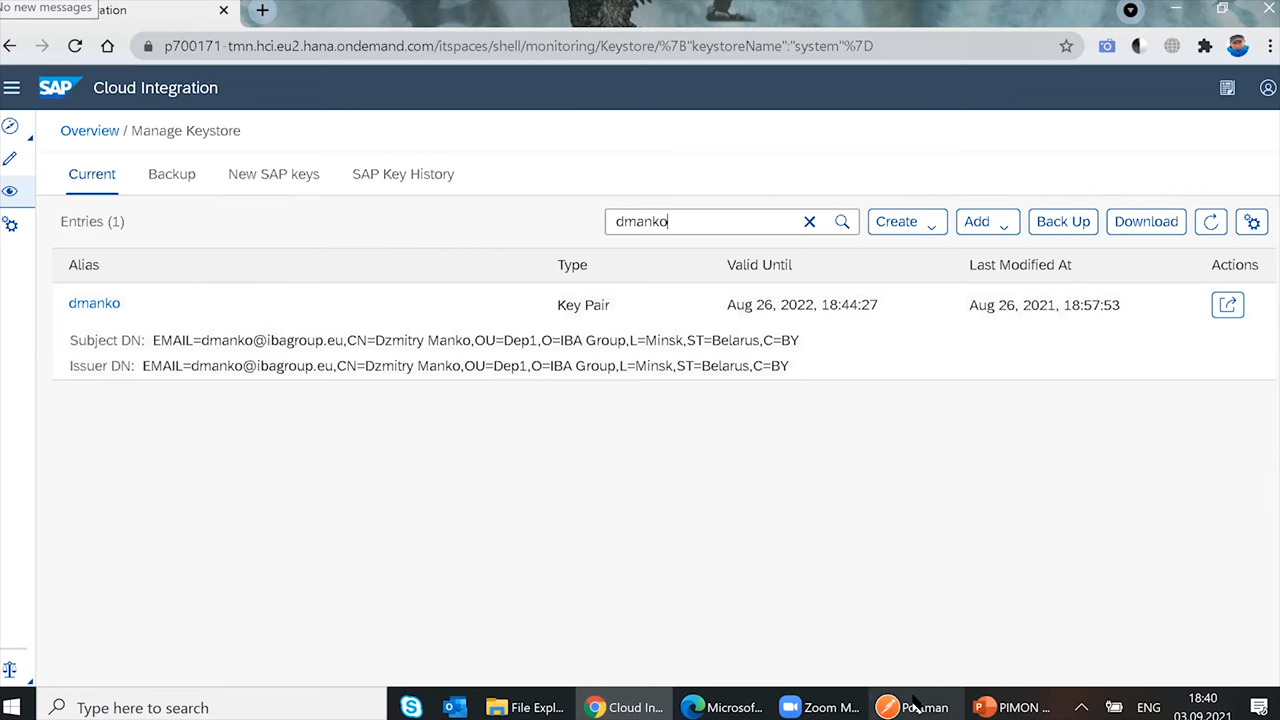 No new messages
ation
p700171-tmn.hci.eu2.hana.ondemand.com/itspaces/shell/monitoring/Keystore/%7B"keystoreName":"system"%7D
SAP Cloud Integration
Overview / Manage Keystore
Current Backup New SAP keys SAP Key History
Entries (1) dmanko Create Add Back Up Download
Alias Type Valid Until Last Modified At Actions
dmanko Key Pair Aug 26, 2022, 18:44:27 Aug 26, 2021, 18:57:53
Subject DN: EMAIL=dmanko@ibagroup.eu,CN=Dzmitry Manko,OU=Dep1,O=IBA Group,L=Minsk,ST=Belarus,C=BY
Issuer DN: EMAIL=dmanko@ibagroup.eu,CN=Dzmitry Manko,OU=Dep1,O=IBA Group,L=Minsk,ST=Belarus,C=BY
Type here to search File Expl... Cloud In... Microsof... Zoom M... Postman PIMON ... ENG 18:40
03.09.2021